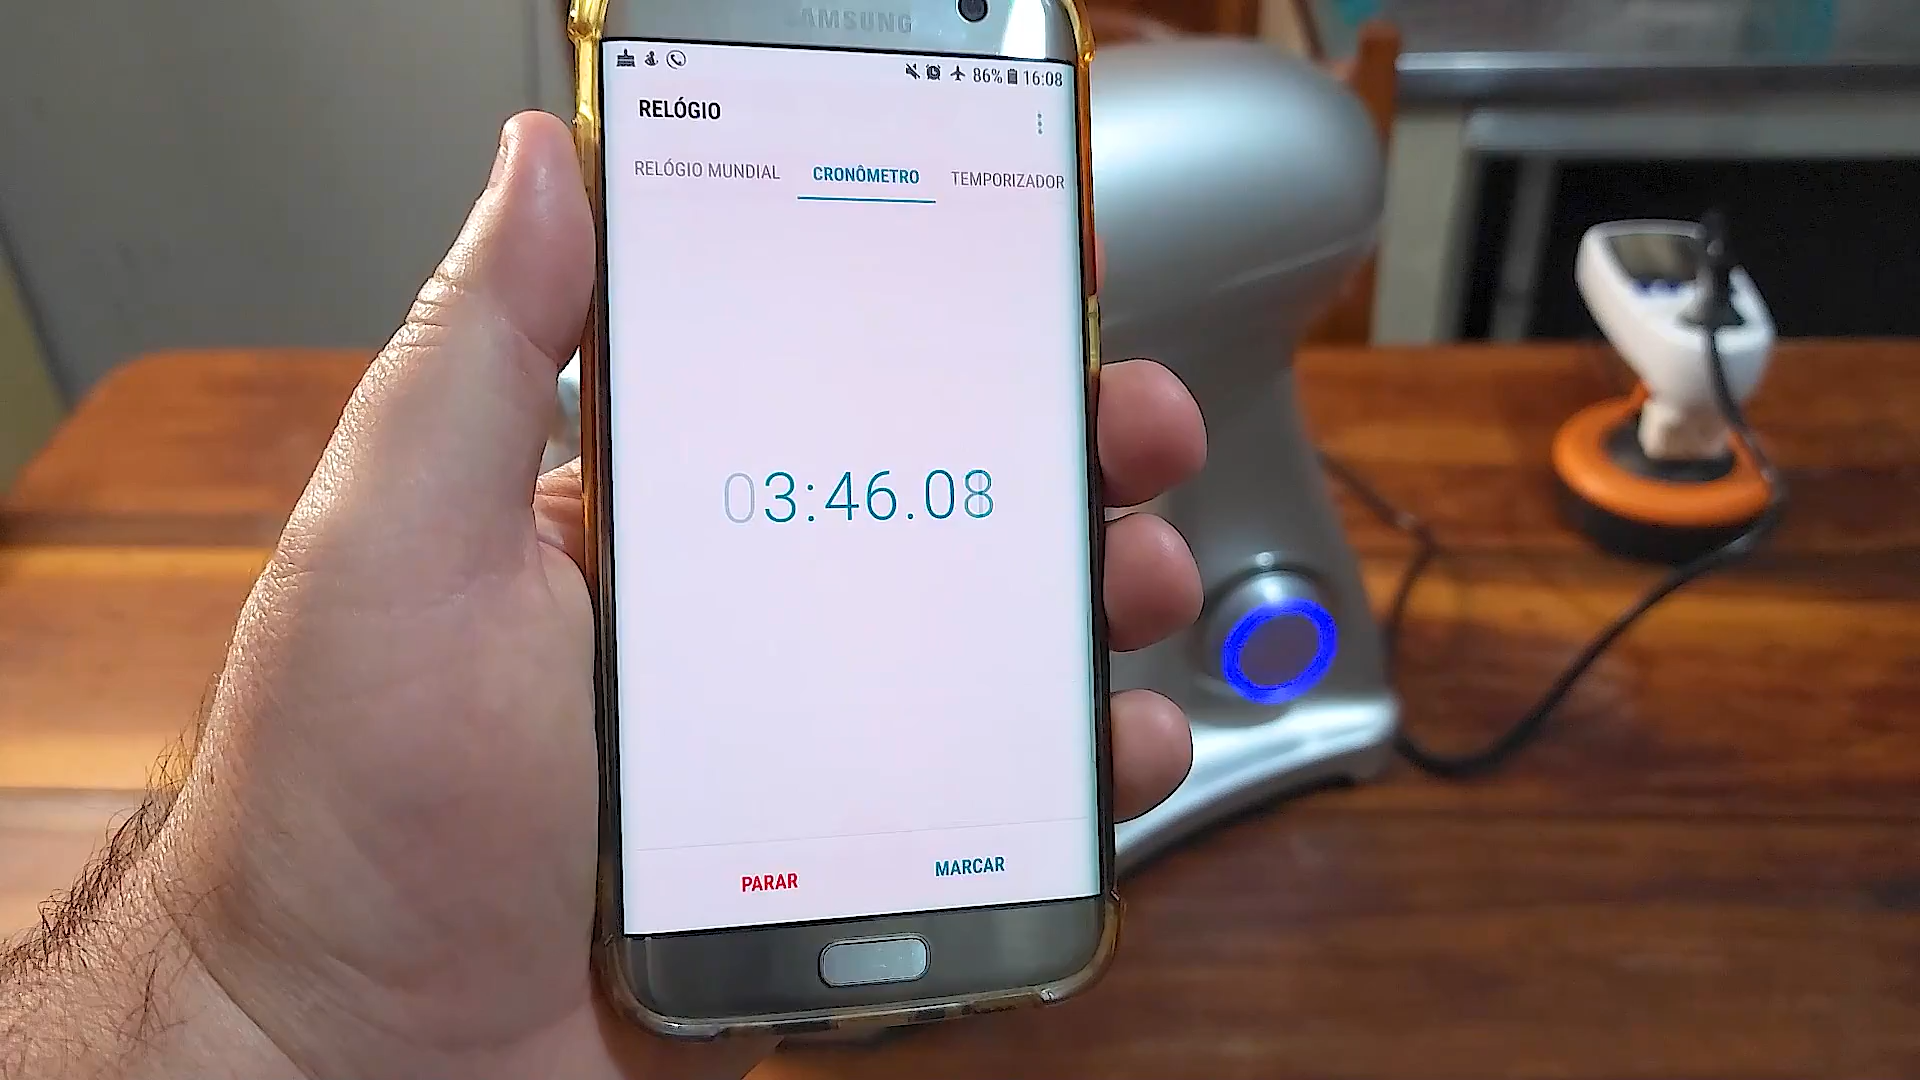 SAMSUNG
86% 16:08
RELÓGIO
RELÓGIO MUNDIAL CRONÔMETRO TEMPORIZADOR
03:46.08
PARAR MARCAR